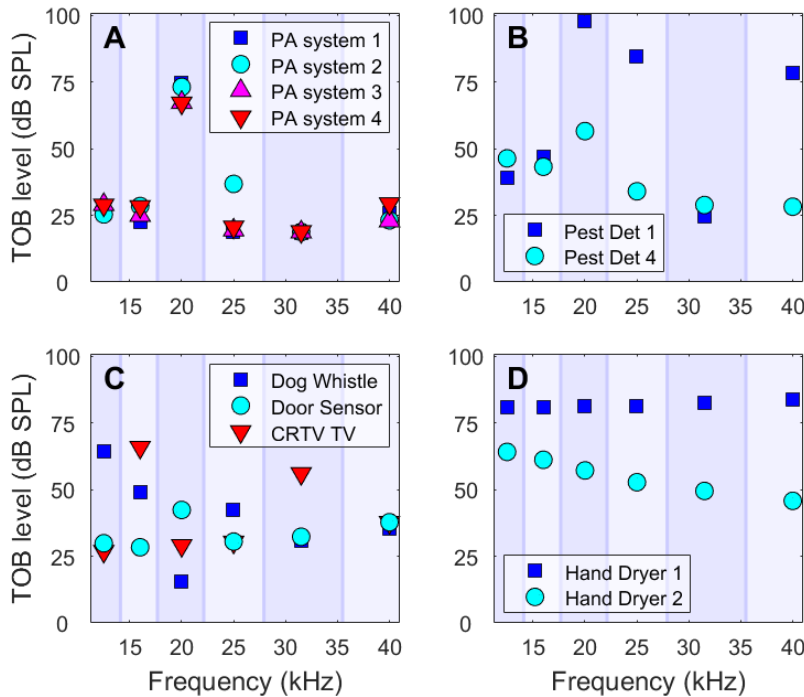 A
PA system 1
PA system 2
PA system 3
PA system 4
TOB level (dB SPL)
100
75
50
25
0
15 20 25 30 35 40
B
Pest Det 1
Pest Det 4
100
75
50
25
0
15 20 25 30 35 40
C
Dog Whistle
Door Sensor
CRTV TV
TOB level (dB SPL)
100
75
50
25
0
15 20 25 30 35 40
Frequency (kHz)
D
Hand Dryer 1
Hand Dryer 2
100
75
50
25
0
15 20 25 30 35 40
Frequency (kHz)